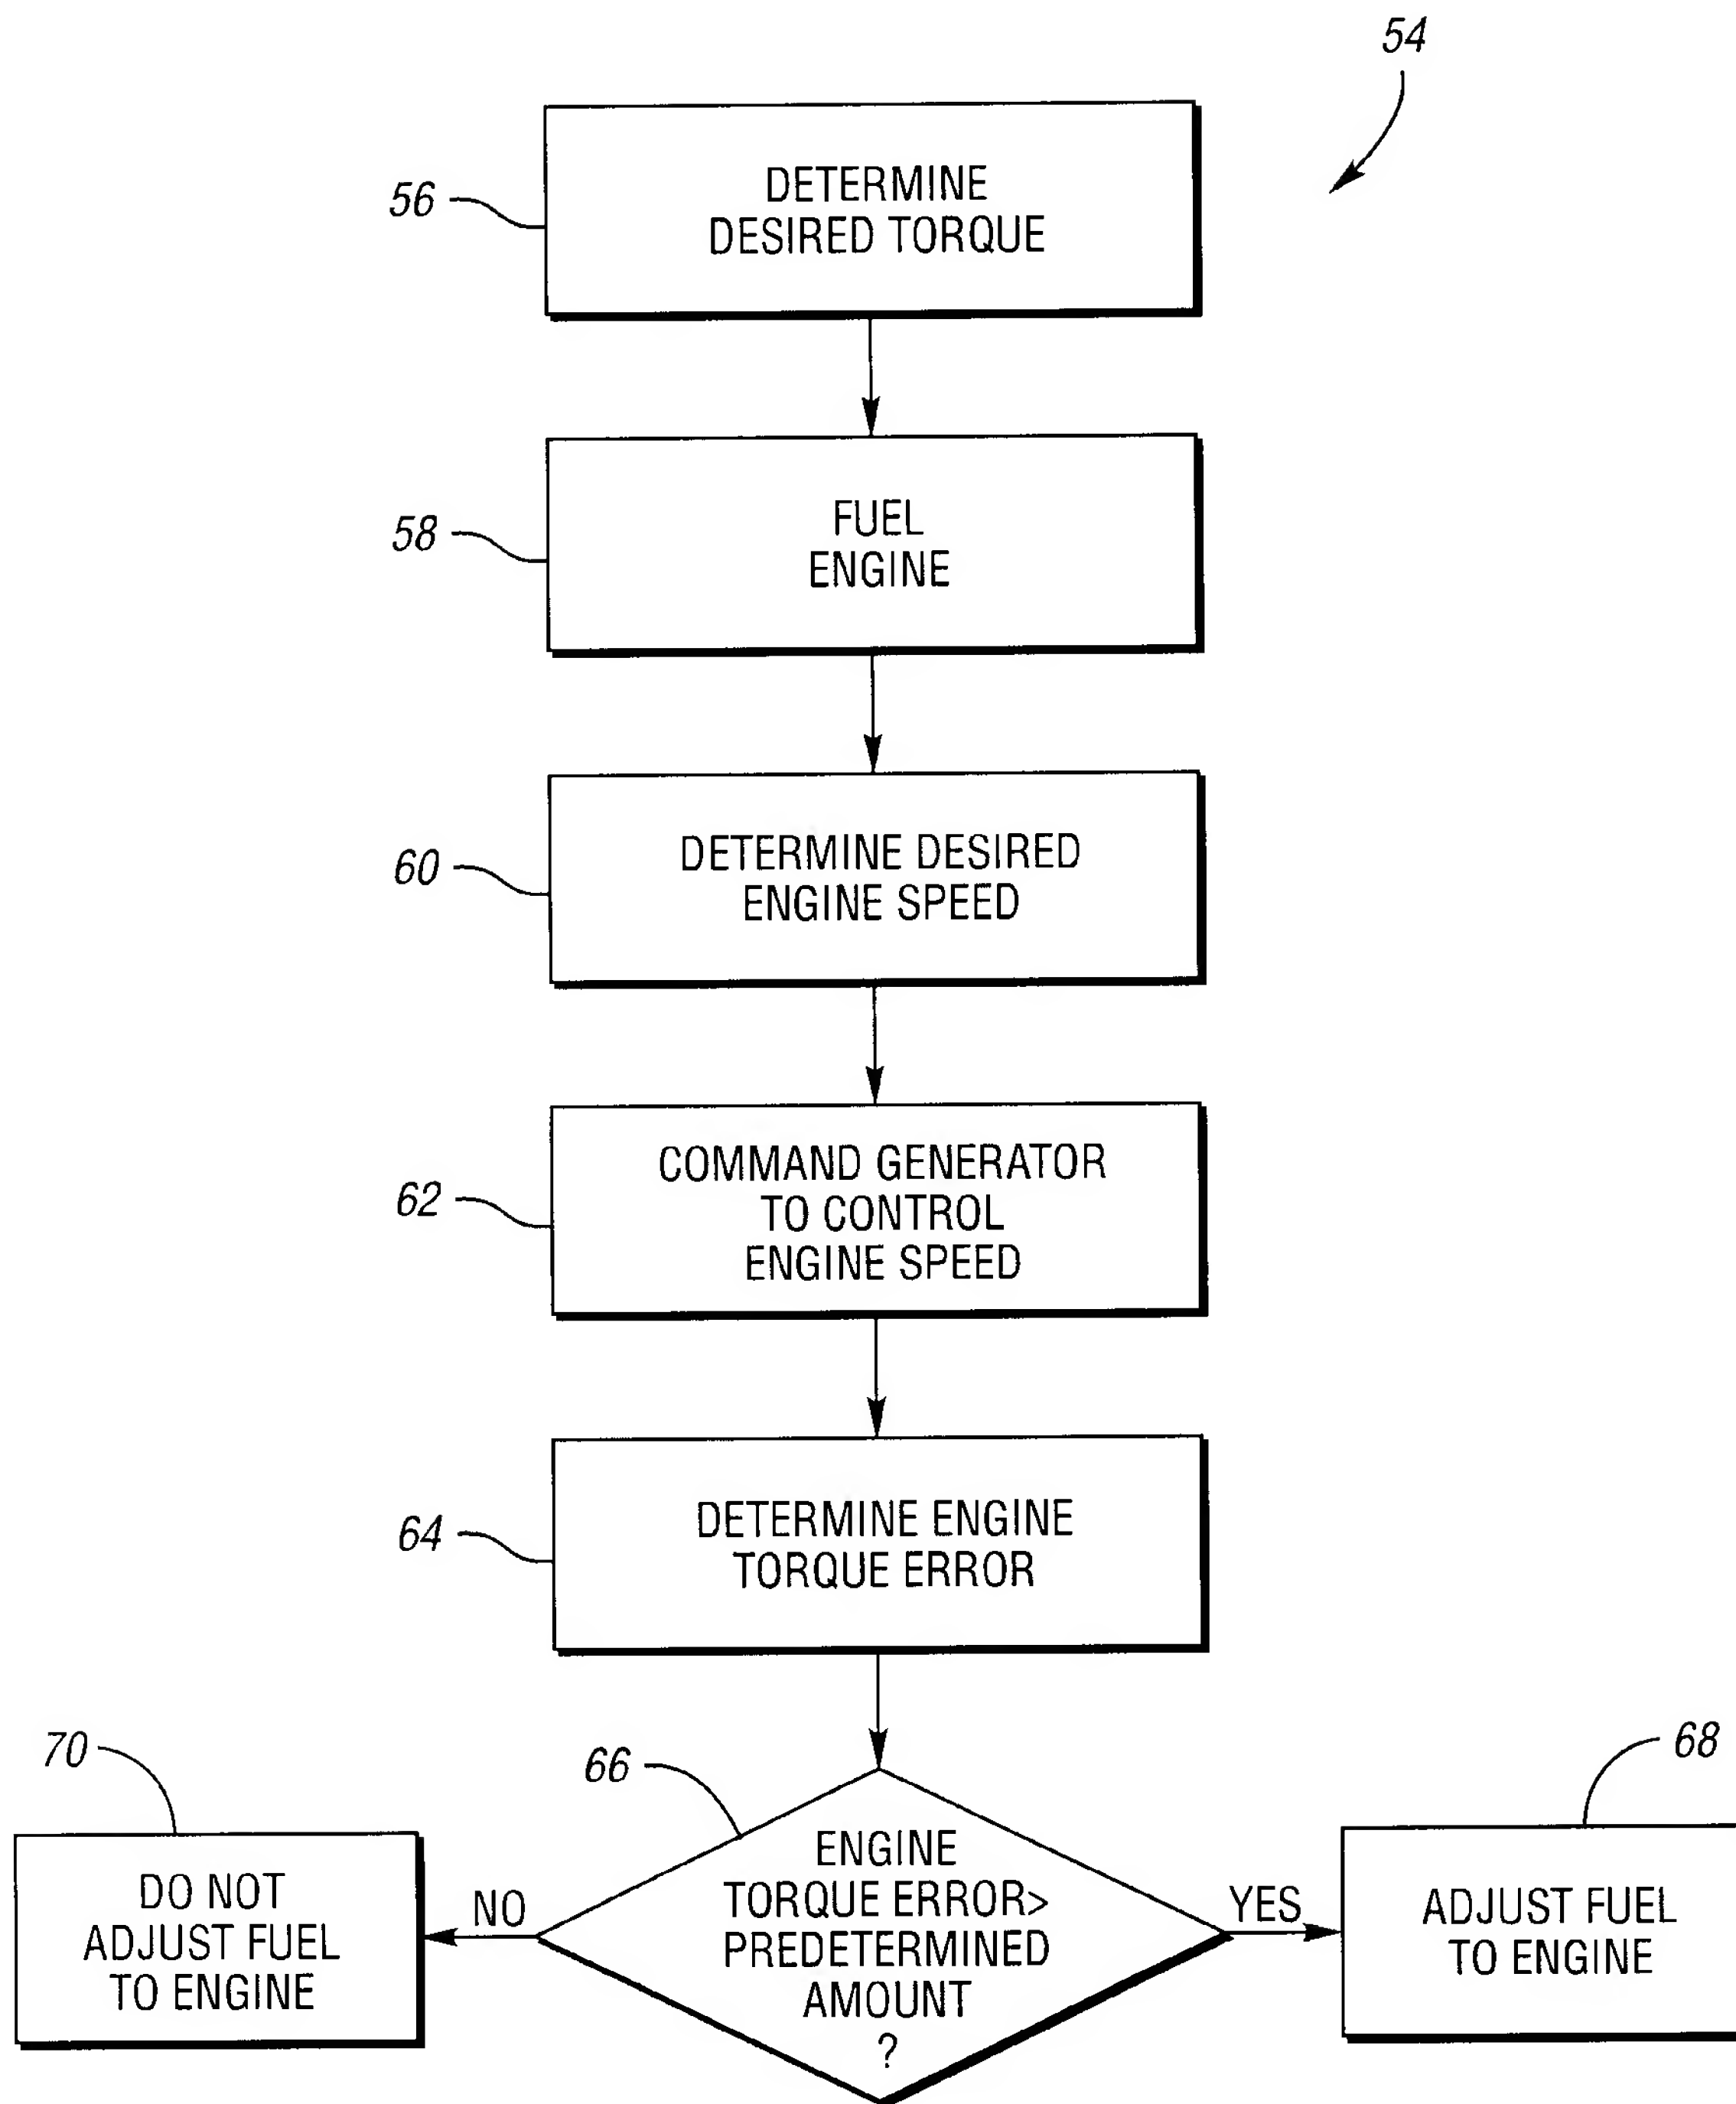 54
56
DETERMINE
DESIRED TORQUE
58
FUEL
ENGINE
60
DETERMINE DESIRED
ENGINE SPEED
62
COMMAND GENERATOR
TO CONTROL
ENGINE SPEED
64
DETERMINE ENGINE
TORQUE ERROR
70
66
68
DO NOT
ADJUST FUEL
TO ENGINE
NO
ENGINE
TORQUE ERROR>
PREDETERMINED
AMOUNT
?
YES
ADJUST FUEL
TO ENGINE